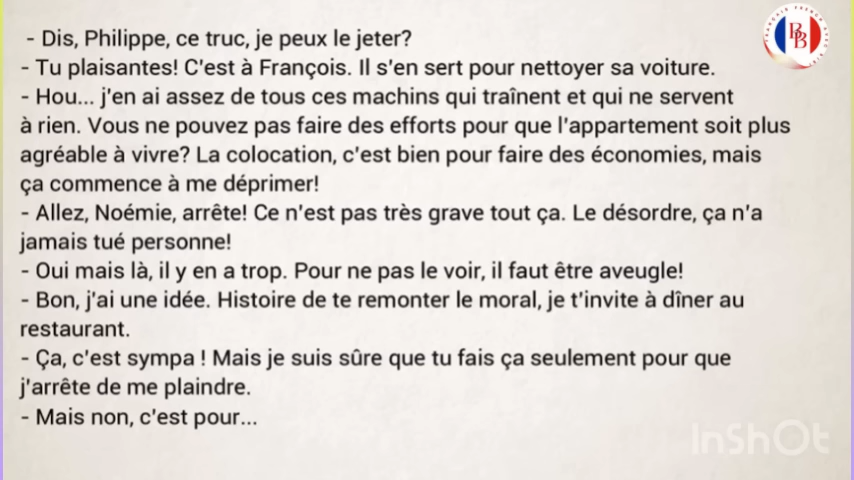 - Dis, Philippe, ce truc, je peux le jeter?
- Tu plaisantes! C'est à François. Il s'en sert pour nettoyer sa voiture.
- Hou... j'en ai assez de tous ces machins qui traînent et qui ne servent
à rien. Vous ne pouvez pas faire des efforts pour que l'appartement soit plus
agréable à vivre? La colocation, c'est bien pour faire des économies, mais
ça commence à me déprimer!
- Allez, Noémie, arrête! Ce n'est pas très grave tout ça. Le désordre, ça n'a
jamais tué personne!
- Oui mais là, il y en a trop. Pour ne pas le voir, il faut être aveugle!
- Bon, j'ai une idée. Histoire de te remonter le moral, je t'invite à dîner au
restaurant.
- Ça, c'est sympa ! Mais je suis sûre que tu fais ça seulement pour que
j'arrête de me plaindre.
- Mais non, c'est pour...
InShOt